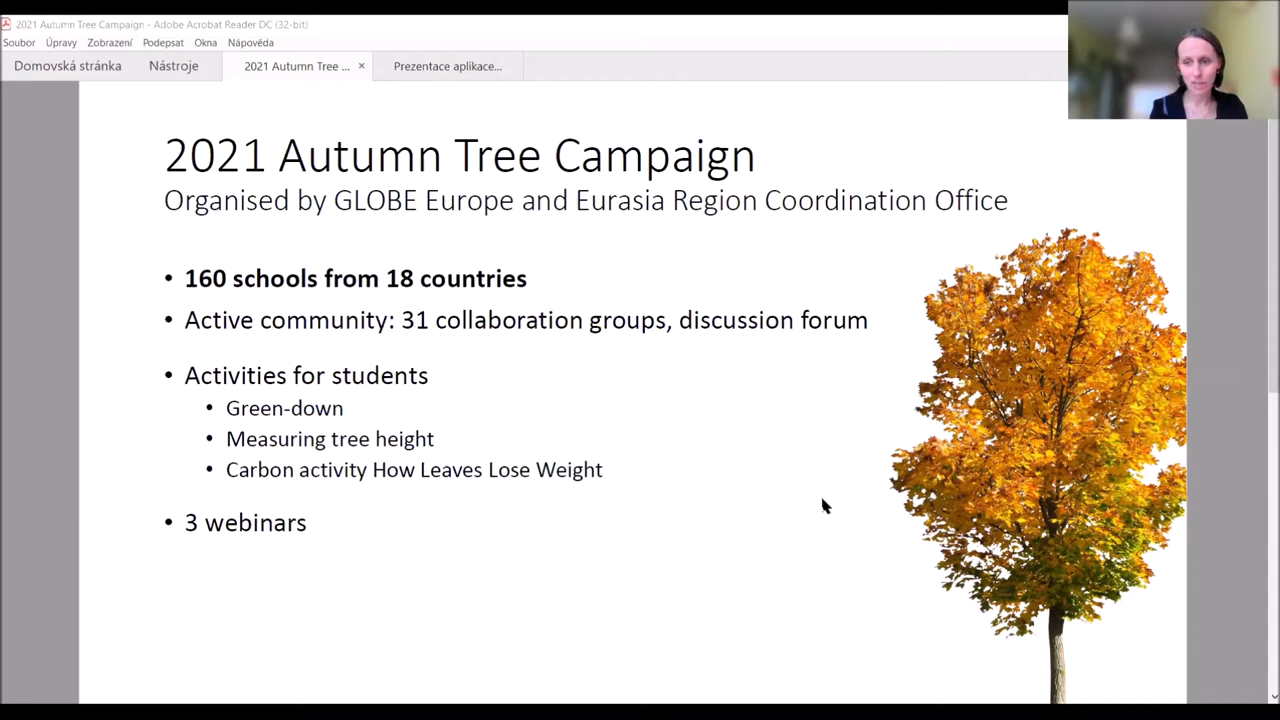 2021 Autumn Tree Campaign - Adobe Acrobat Reader DC (32-bit)
Soubor Úpravy Zobrazení Podepsat Okna Nápověda
Domovská stránka Nástroje 2021 Autumn Tree ... × Prezentace aplikace...
2021 Autumn Tree Campaign
Organised by GLOBE Europe and Eurasia Region Coordination Office
• 160 schools from 18 countries
• Active community: 31 collaboration groups, discussion forum
• Activities for students
• Green-down
• Measuring tree height
• Carbon activity How Leaves Lose Weight
• 3 webinars